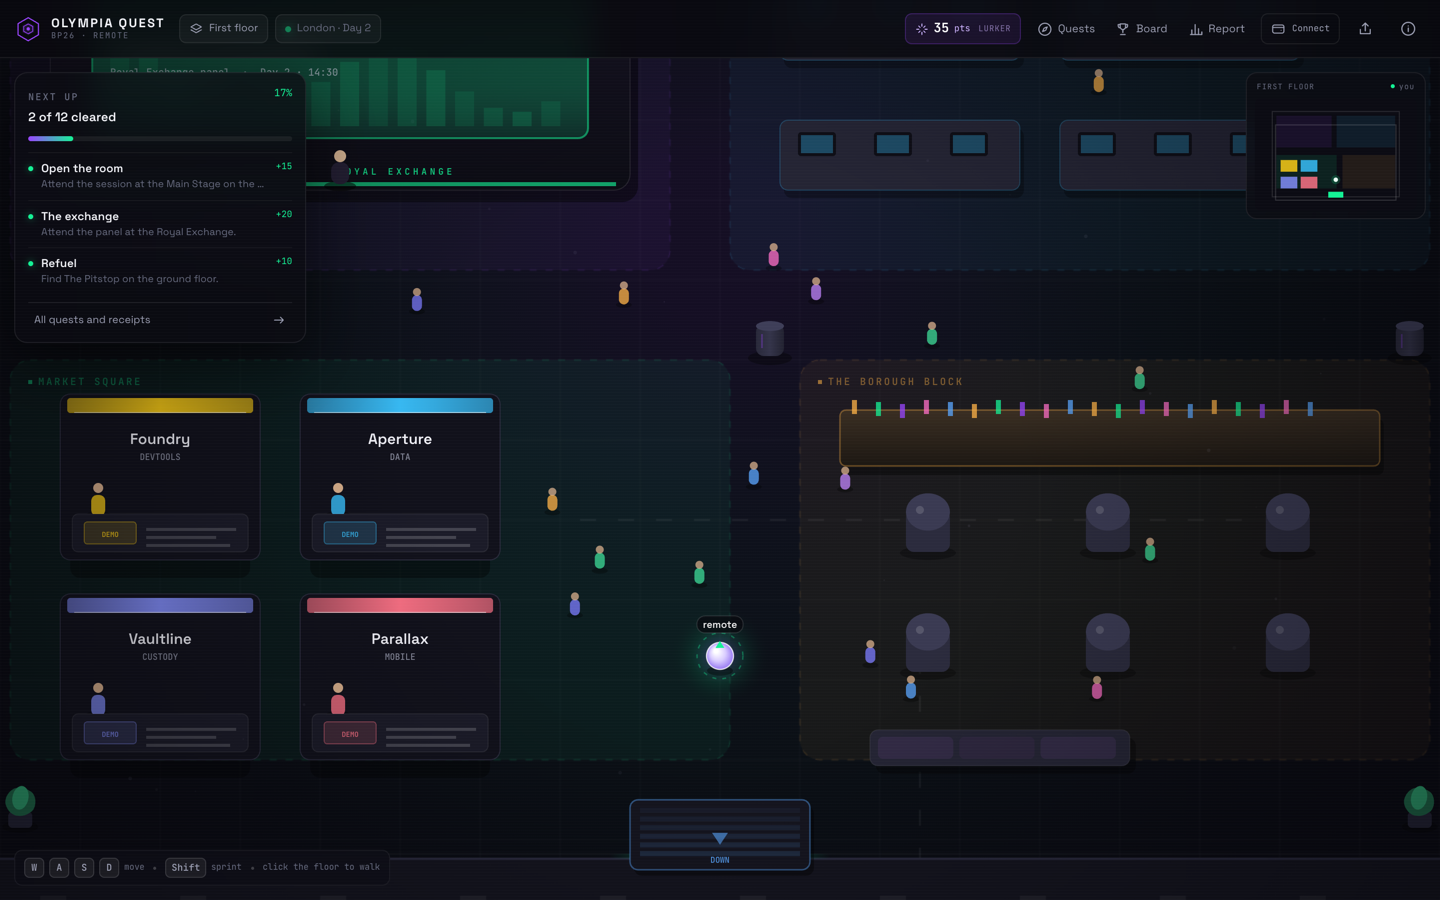 OLYMPIA QUEST
BP26 · REMOTE
First floor
London · Day 2
35 pts LURKER
Quests
Board
Report
Connect
Royal Exchange panel · Day 2 · 14:30
NEXT UP
17%
2 of 12 cleared
Open the room
+15
Attend the session at the Main Stage on the ...
The exchange
+20
Attend the panel at the Royal Exchange.
Refuel
+10
Find The Pitstop on the ground floor.
All quests and receipts
OYAL EXCHANGE
FIRST FLOOR
you
MARKET SQUARE
THE BOROUGH BLOCK
Foundry
DEVTOOLS
DEMO
Aperture
DATA
DEMO
Vaultline
CUSTODY
DEMO
Parallax
MOBILE
DEMO
remote
DOWN
W A S D move · Shift sprint · click the floor to walk